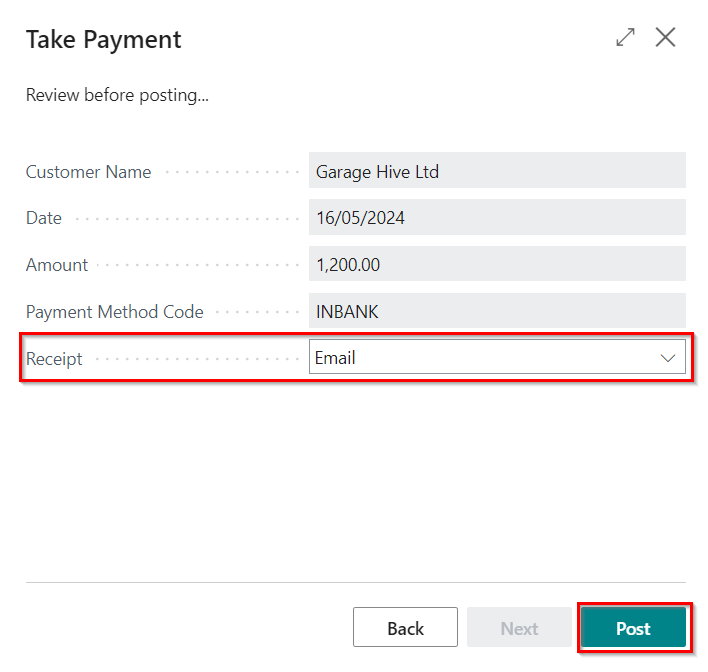 Take Payment
Review before posting...
Customer Name Garage Hive Ltd
Date 16/05/2024
Amount 1,200.00
Payment Method Code INBANK
Receipt Email
Back Next Post